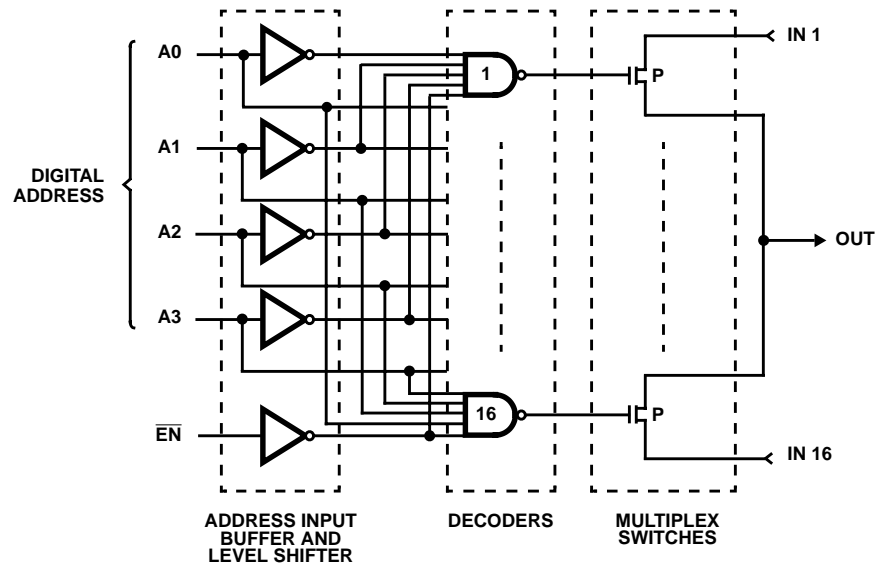 A0
A1
A2
A3
E̅N̅
DIGITAL
ADDRESS
1
16
P
P
IN 1
OUT
IN 16
ADDRESS INPUT
BUFFER AND
LEVEL SHIFTER
DECODERS
MULTIPLEX
SWITCHES